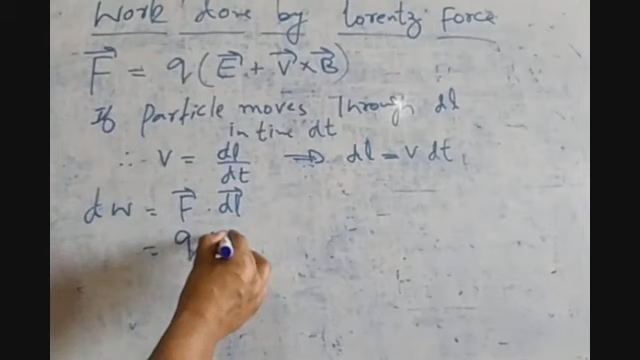 Work done by Lorentz Force
F⃗ = q(E⃗ + V⃗ × B⃗)
If Particle moves Through dl
in time dt
∴ V = dl/dt ⇒ dl = v dt
dw = F⃗ . dl⃗
= q